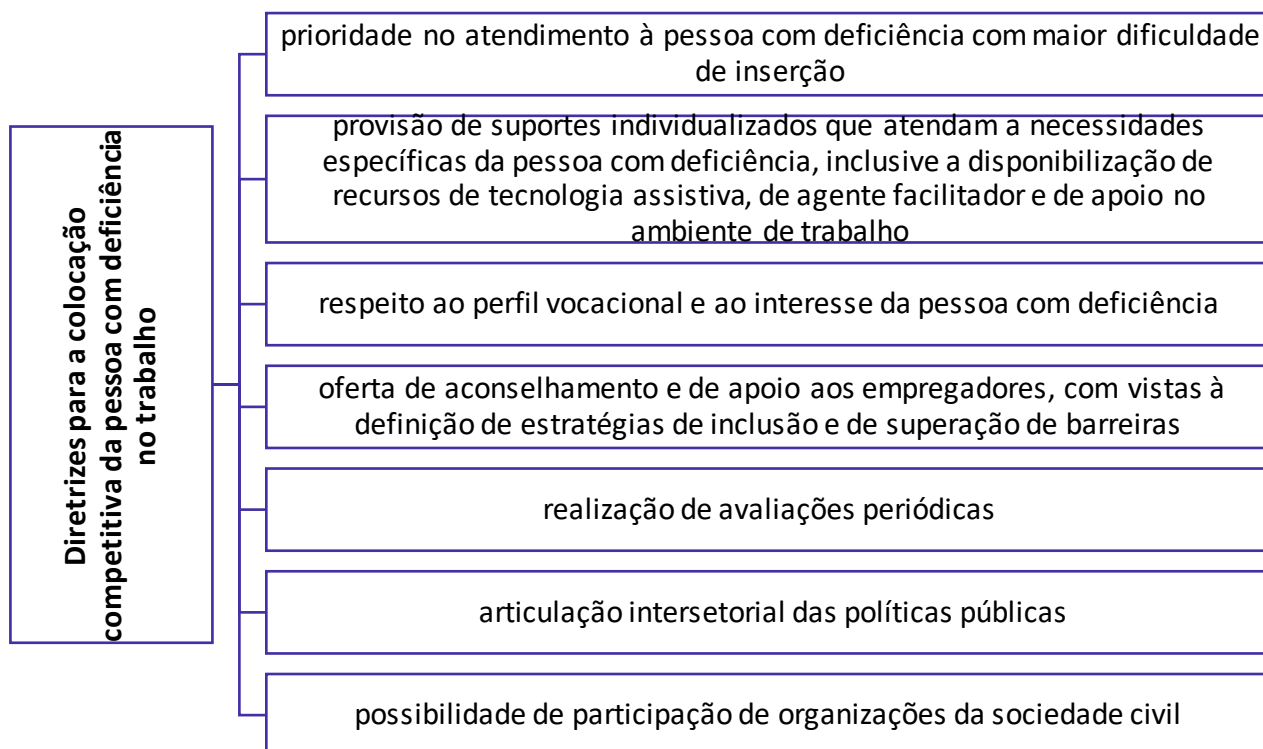 Diretrizes para a colocação
competitiva da pessoa com deficiência
no trabalho
prioridade no atendimento à pessoa com deficiência com maior dificuldade
de inserção
provisão de suportes individualizados que atendam a necessidades
específicas da pessoa com deficiência, inclusive a disponibilização de
recursos de tecnologia assistiva, de agente facilitador e de apoio no
ambiente de trabalho
respeito ao perfil vocacional e ao interesse da pessoa com deficiência
oferta de aconselhamento e de apoio aos empregadores, com vistas à
definição de estratégias de inclusão e de superação de barreiras
realização de avaliações periódicas
articulação intersetorial das políticas públicas
possibilidade de participação de organizações da sociedade civil